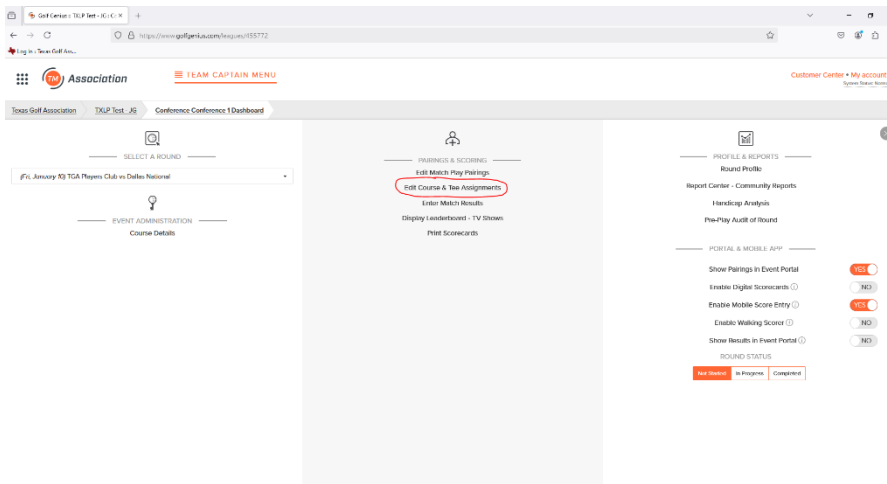 Golf Genius :: TXLP Test - JG : C
https://www.golfgenius.com/leagues/455772
Log in : Texas Golf Ass...
TM Association
TEAM CAPTAIN MENU
Customer Center • My account
Texas Golf Association
TXLP Test - JG
Conference Conference 1 Dashboard
SELECT A ROUND
(Fri, January 10) TGA Players Club vs Dallas National
EVENT ADMINISTRATION
Course Details
PAIRINGS & SCORING
Edit Match Play Pairings
Edit Course & Tee Assignments
Enter Match Results
Display Leaderboard - TV Shows
Print Scorecards
PROFILE & REPORTS
Round Profile
Report Center - Community Reports
Handicap Analysis
Pre-Play Audit of Round
PORTAL & MOBILE APP
Show Pairings in Event Portal YES
Enable Digital Scorecards NO
Enable Mobile Score Entry YES
Enable Walking Scorer NO
Show Results in Event Portal NO
ROUND STATUS
Not Started In Progress Completed